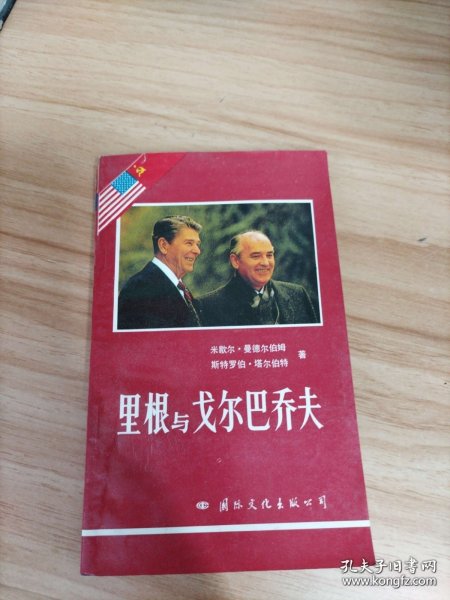 米歇尔·曼德尔伯姆
斯特罗伯·塔尔伯特
著
里根与戈尔巴乔夫
国际文化出版公司
孔夫子旧书网
www.kongfz.com